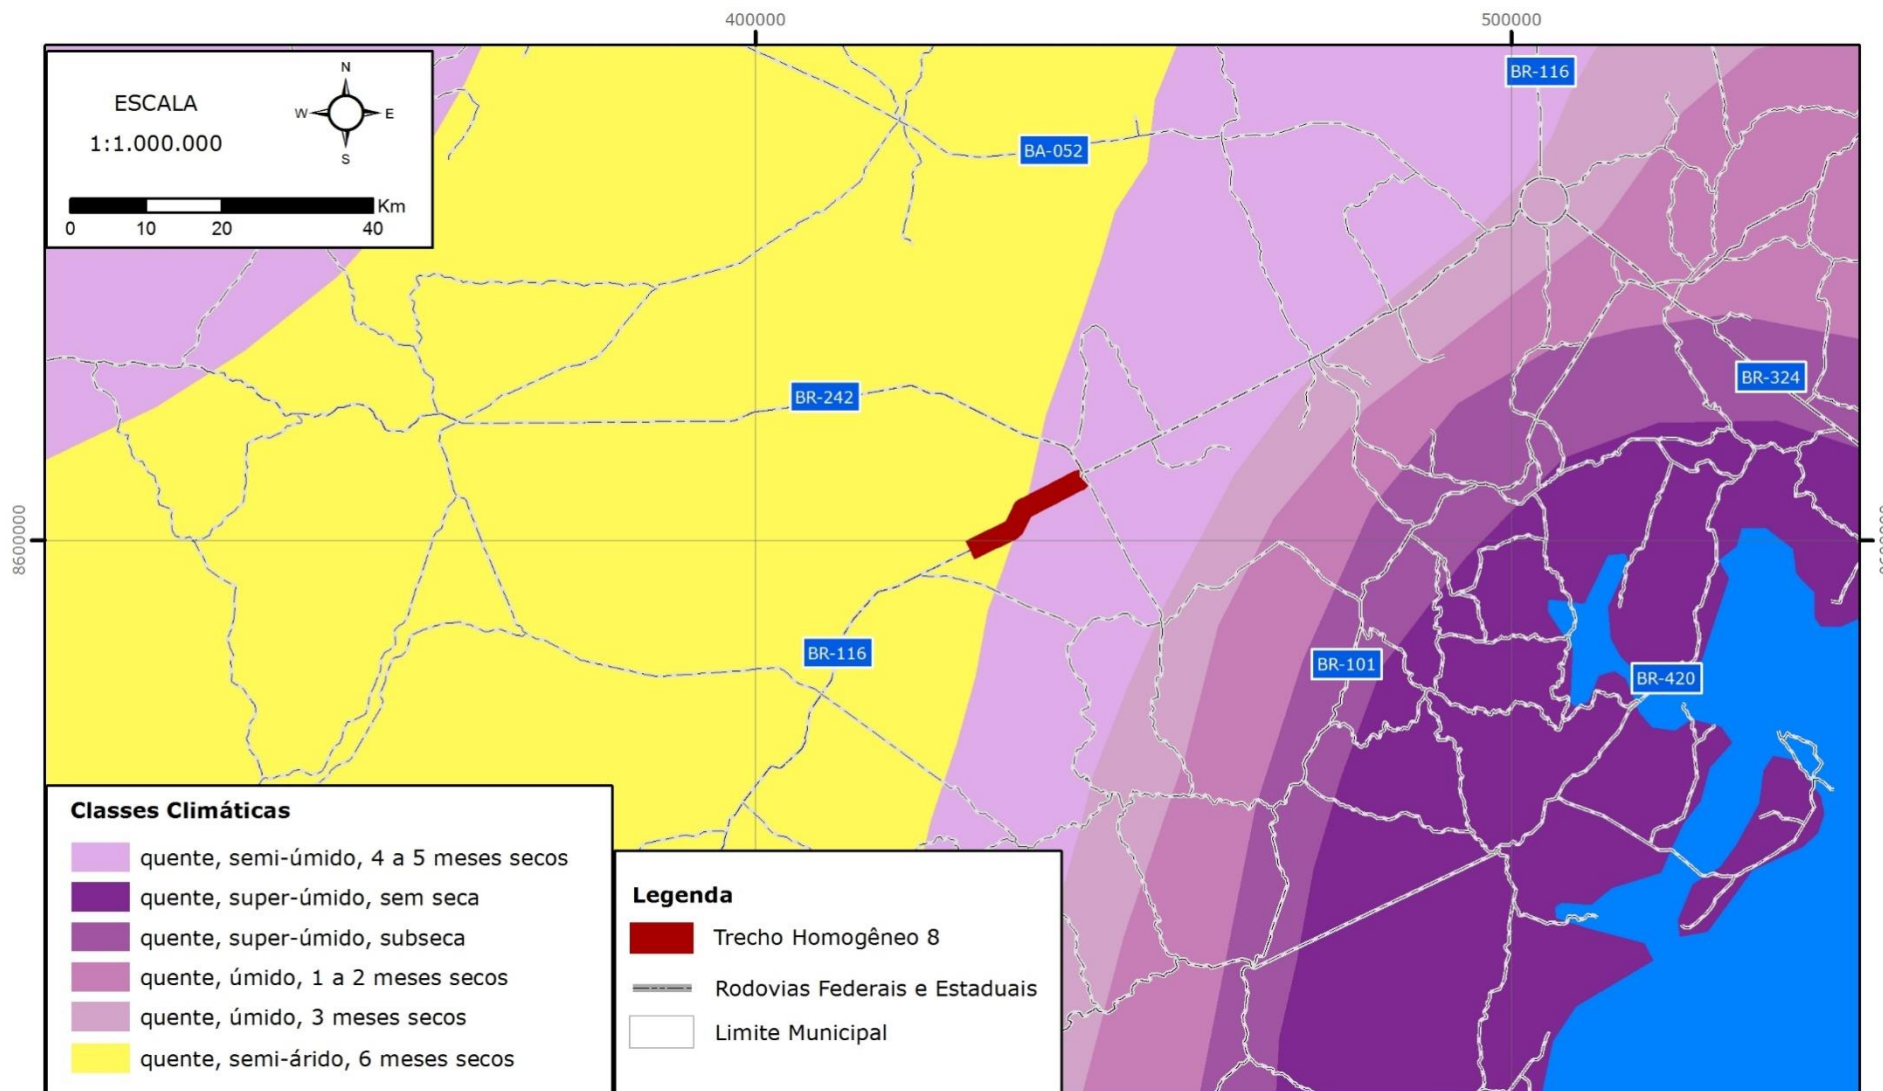 400000
500000
ESCALA
1:1.000.000
N
W
E
S
Km
0
10
20
40
BR-116
BA-052
BR-242
BR-324
8600000
BR-116
BR-101
BR-420
Classes Climáticas
quente, semi-úmido, 4 a 5 meses secos
quente, super-úmido, sem seca
quente, super-úmido, subseca
quente, úmido, 1 a 2 meses secos
quente, úmido, 3 meses secos
quente, semi-árido, 6 meses secos
Legenda
Trecho Homogêneo 8
Rodovias Federais e Estaduais
Limite Municipal